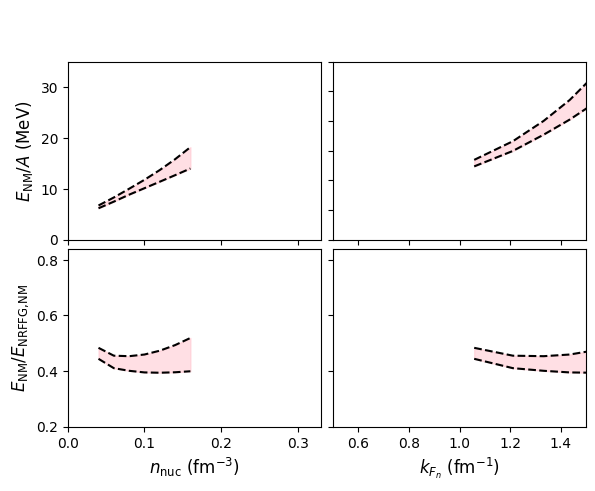 E_NM/A (MeV)
30
20
10
0
E_NM/E_NRFFG,NM
0.8
0.6
0.4
0.2
0.0 0.1 0.2 0.3
n_nuc (fm⁻³)
0.6 0.8 1.0 1.2 1.4
k_Fₙ (fm⁻¹)